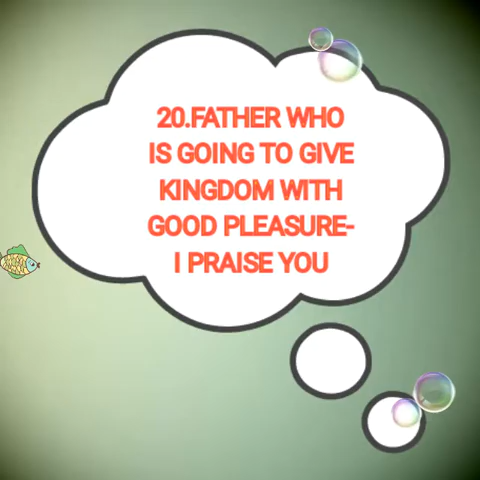 20.FATHER WHO
IS GOING TO GIVE
KINGDOM WITH
GOOD PLEASURE-
I PRAISE YOU